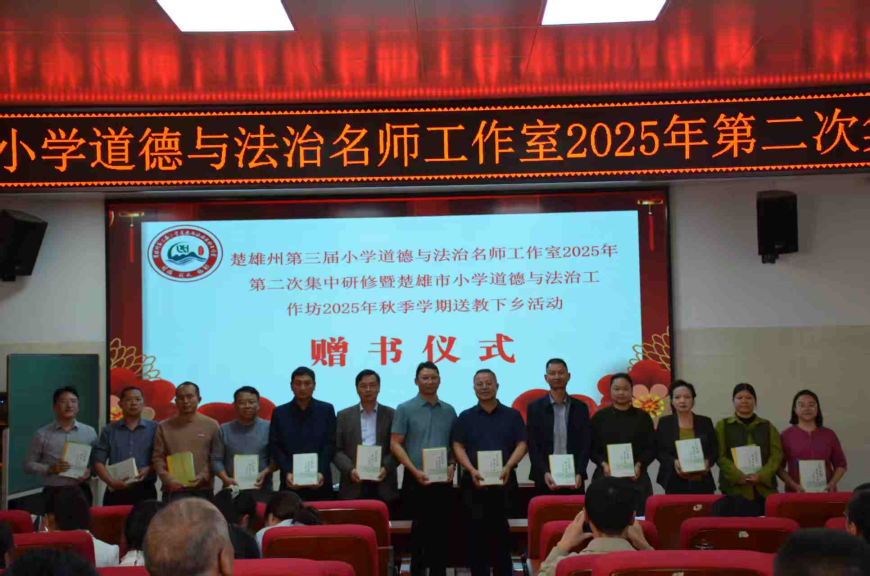 小学道德与法治名师工作室2025年第二次集
楚雄州第三届小学道德与法治名师工作室2025年
第二次集中研修暨楚雄市小学道德与法治工
作坊2025年秋季学期送教下乡活动
赠书仪式